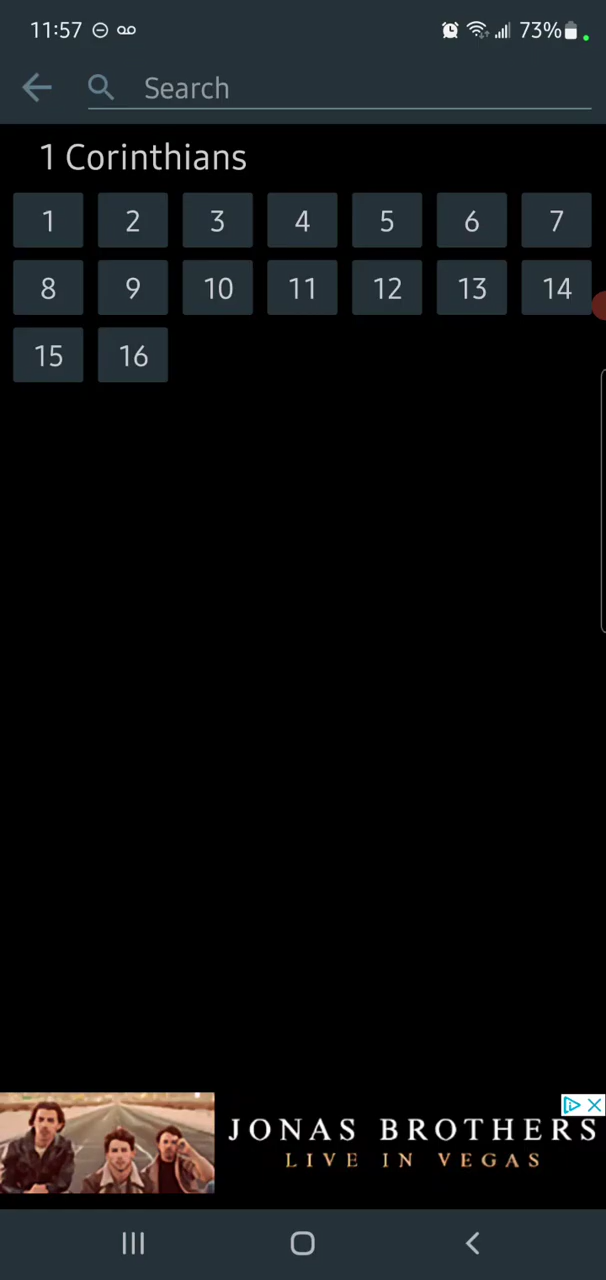 11:57 73%
Search
1 Corinthians
1 2 3 4 5 6 7
8 9 10 11 12 13 14
15 16
JONAS BROTHERS
LIVE IN VEGAS